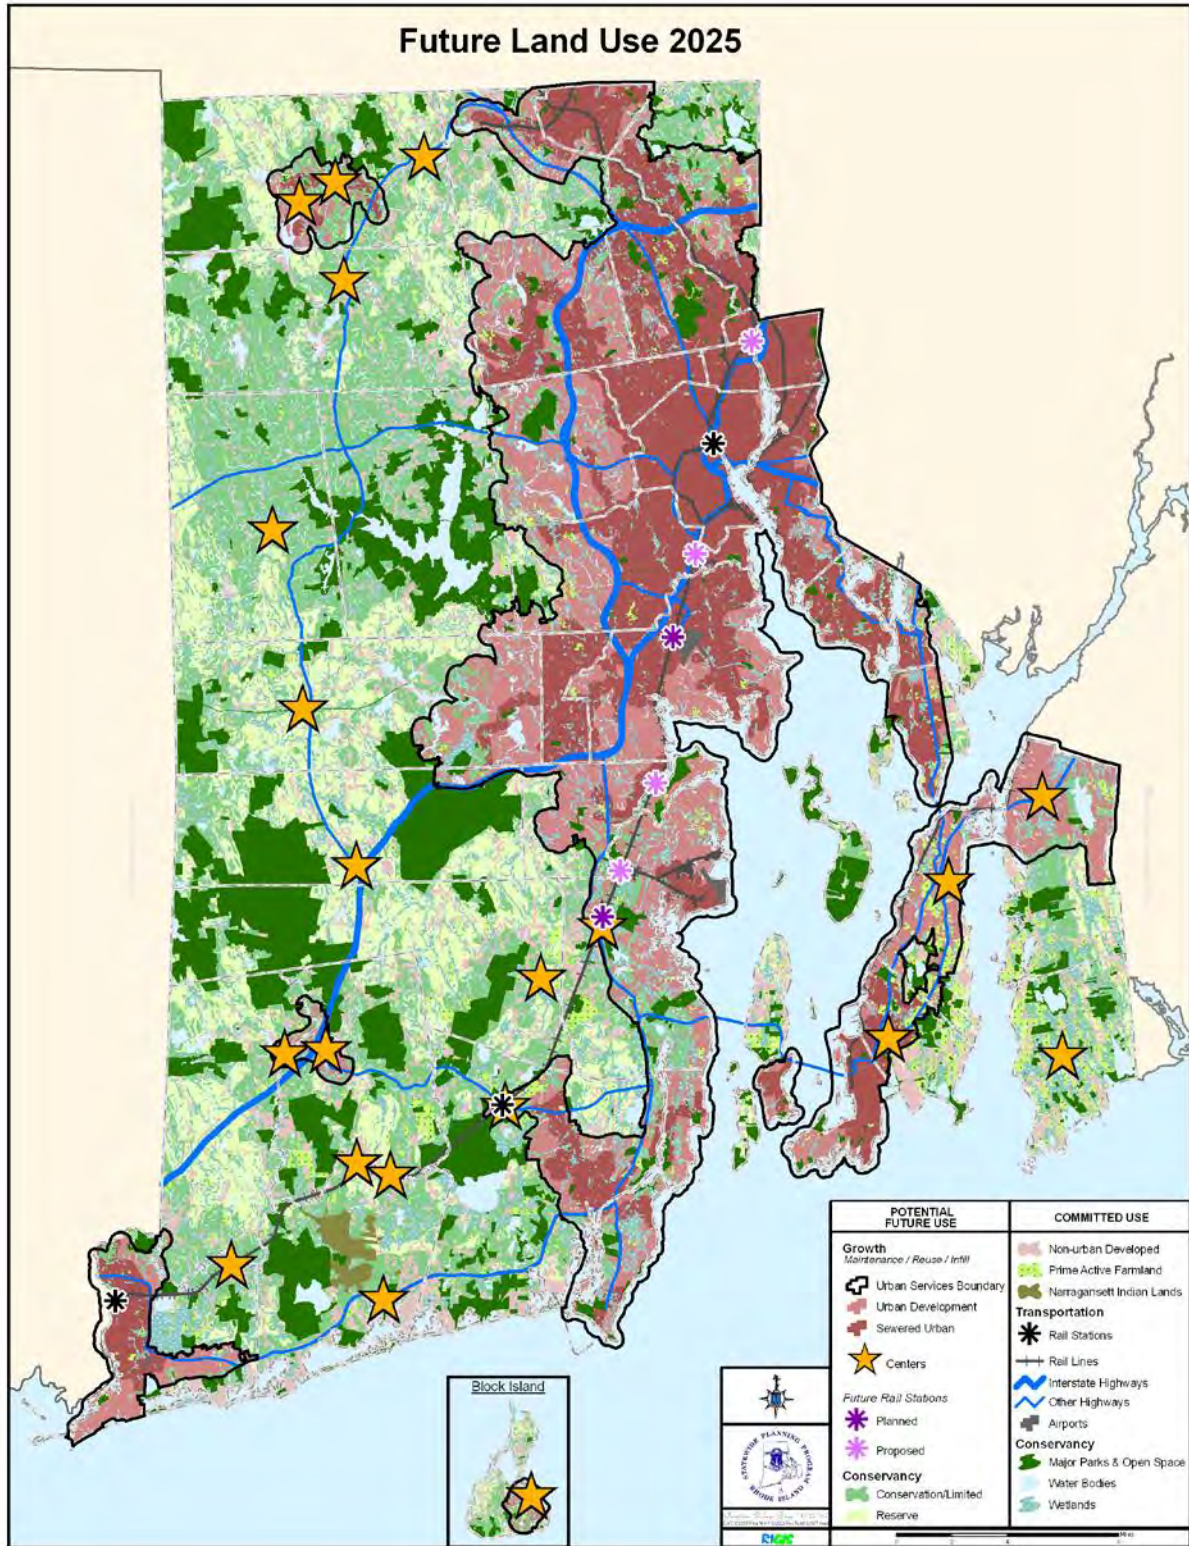 Future Land Use 2025
POTENTIAL
FUTURE USE
Growth
Maintenance / Reuse / Infill
Urban Services Boundary
Urban Development
Sewered Urban
Centers
Future Rail Stations
Planned
Proposed
Conservancy
Conservation/Limited
Reserve
COMMITTED USE
Non-urban Developed
Prime Active Farmland
Narragansett Indian Lands
Transportation
Rail Stations
Rail Lines
Interstate Highways
Other Highways
Airports
Conservancy
Major Parks & Open Space
Water Bodies
Wetlands
Block Island
STATEWIDE PLANNING PROGRAM
RHODE ISLAND
RIGIS